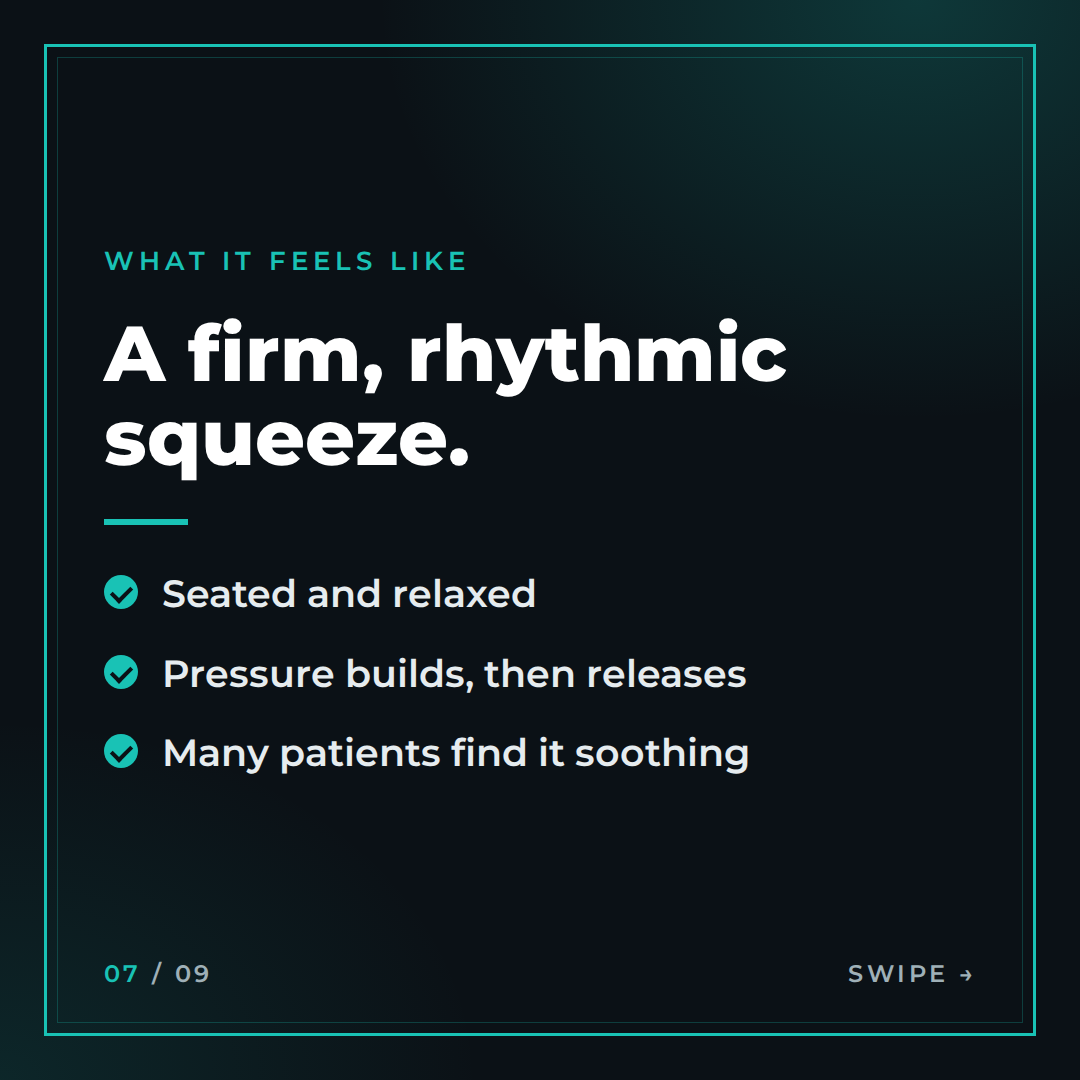 WHAT IT FEELS LIKE
A firm, rhythmic
squeeze.
Seated and relaxed
Pressure builds, then releases
Many patients find it soothing
07 / 09
SWIPE →